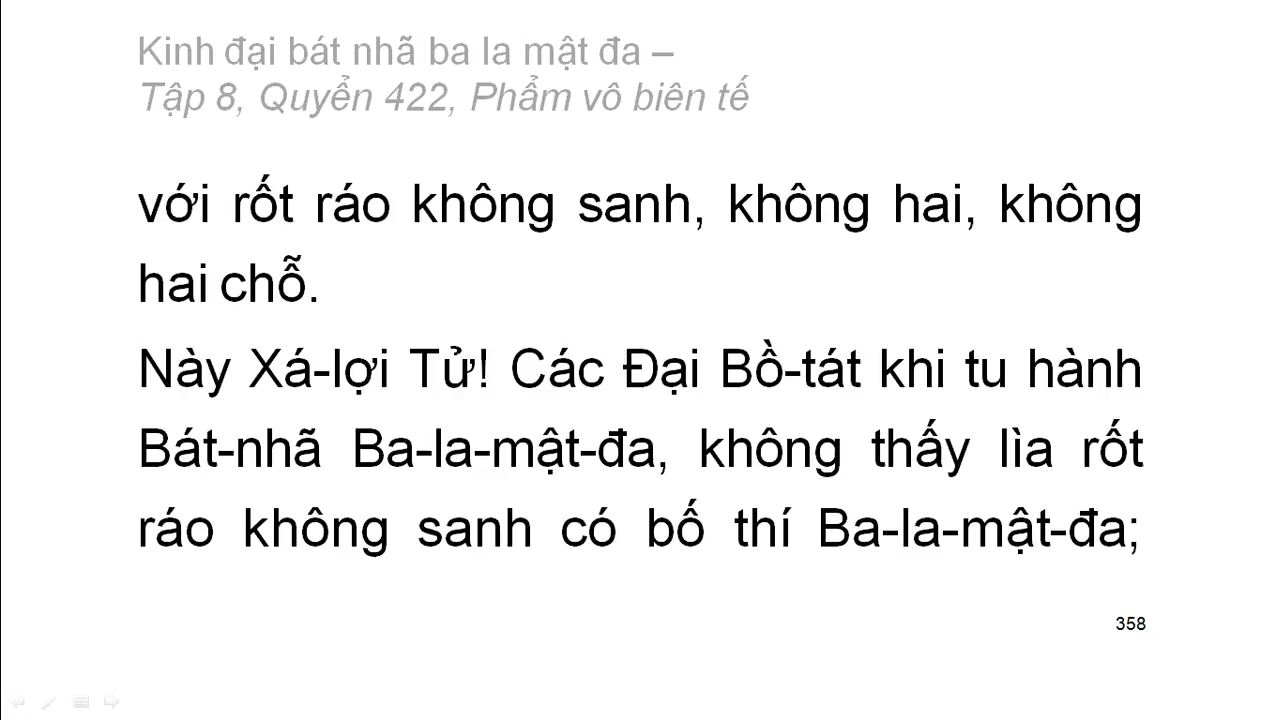 Kinh đại bát nhã ba la mật đa –
Tập 8, Quyển 422, Phẩm vô biên tế
với rốt ráo không sanh, không hai, không
hai chỗ.
Này Xá-lợi Tử! Các Đại Bồ-tát khi tu hành
Bát-nhã Ba-la-mật-đa, không thấy lìa rốt
ráo không sanh có bố thí Ba-la-mật-đa;
358